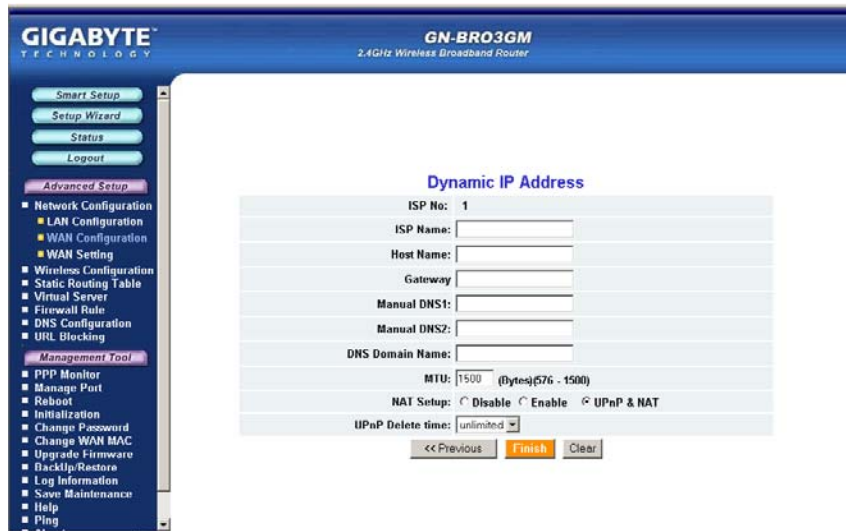 GIGABYTE™
TECHNOLOGY
GN-BRO3GM
2.4GHz Wireless Broadband Router
Smart Setup
Setup Wizard
Status
Logout
Advanced Setup
Network Configuration
LAN Configuration
WAN Configuration
WAN Setting
Wireless Configuration
Static Routing Table
Virtual Server
Firewall Rule
DNS Configuration
URL Blocking
Management Tool
PPP Monitor
Manage Port
Reboot
Initialization
Change Password
Change WAN MAC
Upgrade Firmware
BackUp/Restore
Log Information
Save Maintenance
Help
Ping
Dynamic IP Address
ISP No: 1
ISP Name:
Host Name:
Gateway
Manual DNS1:
Manual DNS2:
DNS Domain Name:
MTU: 1500 (Bytes)(576 - 1500)
NAT Setup: Disable Enable UPnP & NAT
UPnP Delete time: unlimited
<< Previous Finish Clear